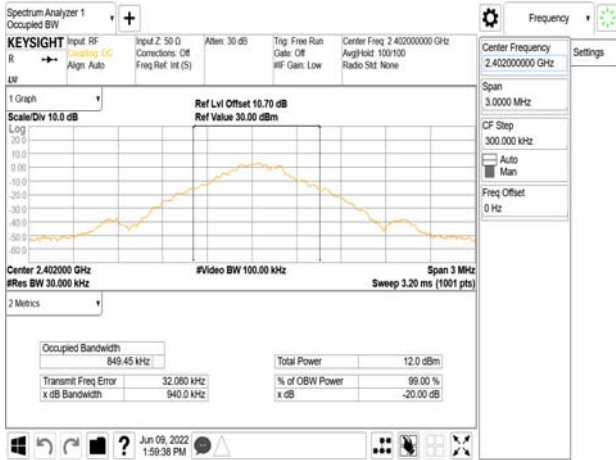 Spectrum Analyzer 1
Occupied BW
Frequency
KEYSIGHT
R
Input: RF
Coupling: DC
Align: Auto
Input Z: 50 Ω
Corrections: Off
Freq Ref: Int (S)
Atten: 30 dB
Trig: Free Run
Gate: Off
#IF Gain: Low
Center Freq: 2.402000000 GHz
Avg|Hold: 100/100
Radio Std: None
Center Frequency
2.402000000 GHz
Settings
Span
3.0000 MHz
CF Step
300.000 kHz
Auto
Man
Freq Offset
0 Hz
1 Graph
Scale/Div 10.0 dB
Ref Lvl Offset 10.70 dB
Ref Value 30.00 dBm
Log
20.0
10.0
0.00
-10.0
-20.0
-30.0
-40.0
-50.0
-60.0
Center 2.402000 GHz
#Video BW 100.00 kHz
Span 3 MHz
#Res BW 30.000 kHz
Sweep 3.20 ms (1001 pts)
2 Metrics
Occupied Bandwidth
849.45 kHz
Total Power 12.0 dBm
Transmit Freq Error 32.080 kHz
% of OBW Power 99.00 %
x dB Bandwidth 940.0 kHz
x dB -20.00 dB
?
Jun 09, 2022
1:59:38 PM